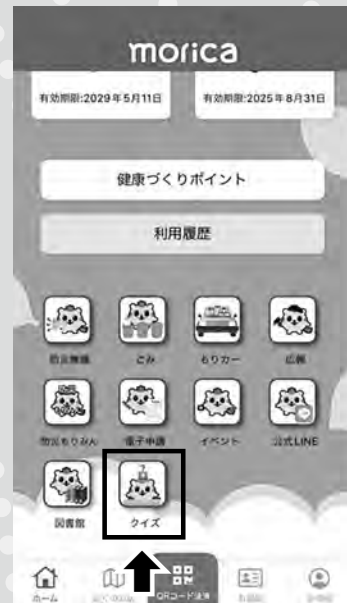 morica
有効期限:2029年5月11日
有効期限:2025年8月31日
健康づくりポイント
利用履歴
防災無線
ごみ
もりカー
広報
防災もりみん
電子申請
イベント
公式LINE
図書館
クイズ
ホーム
QRコード決済